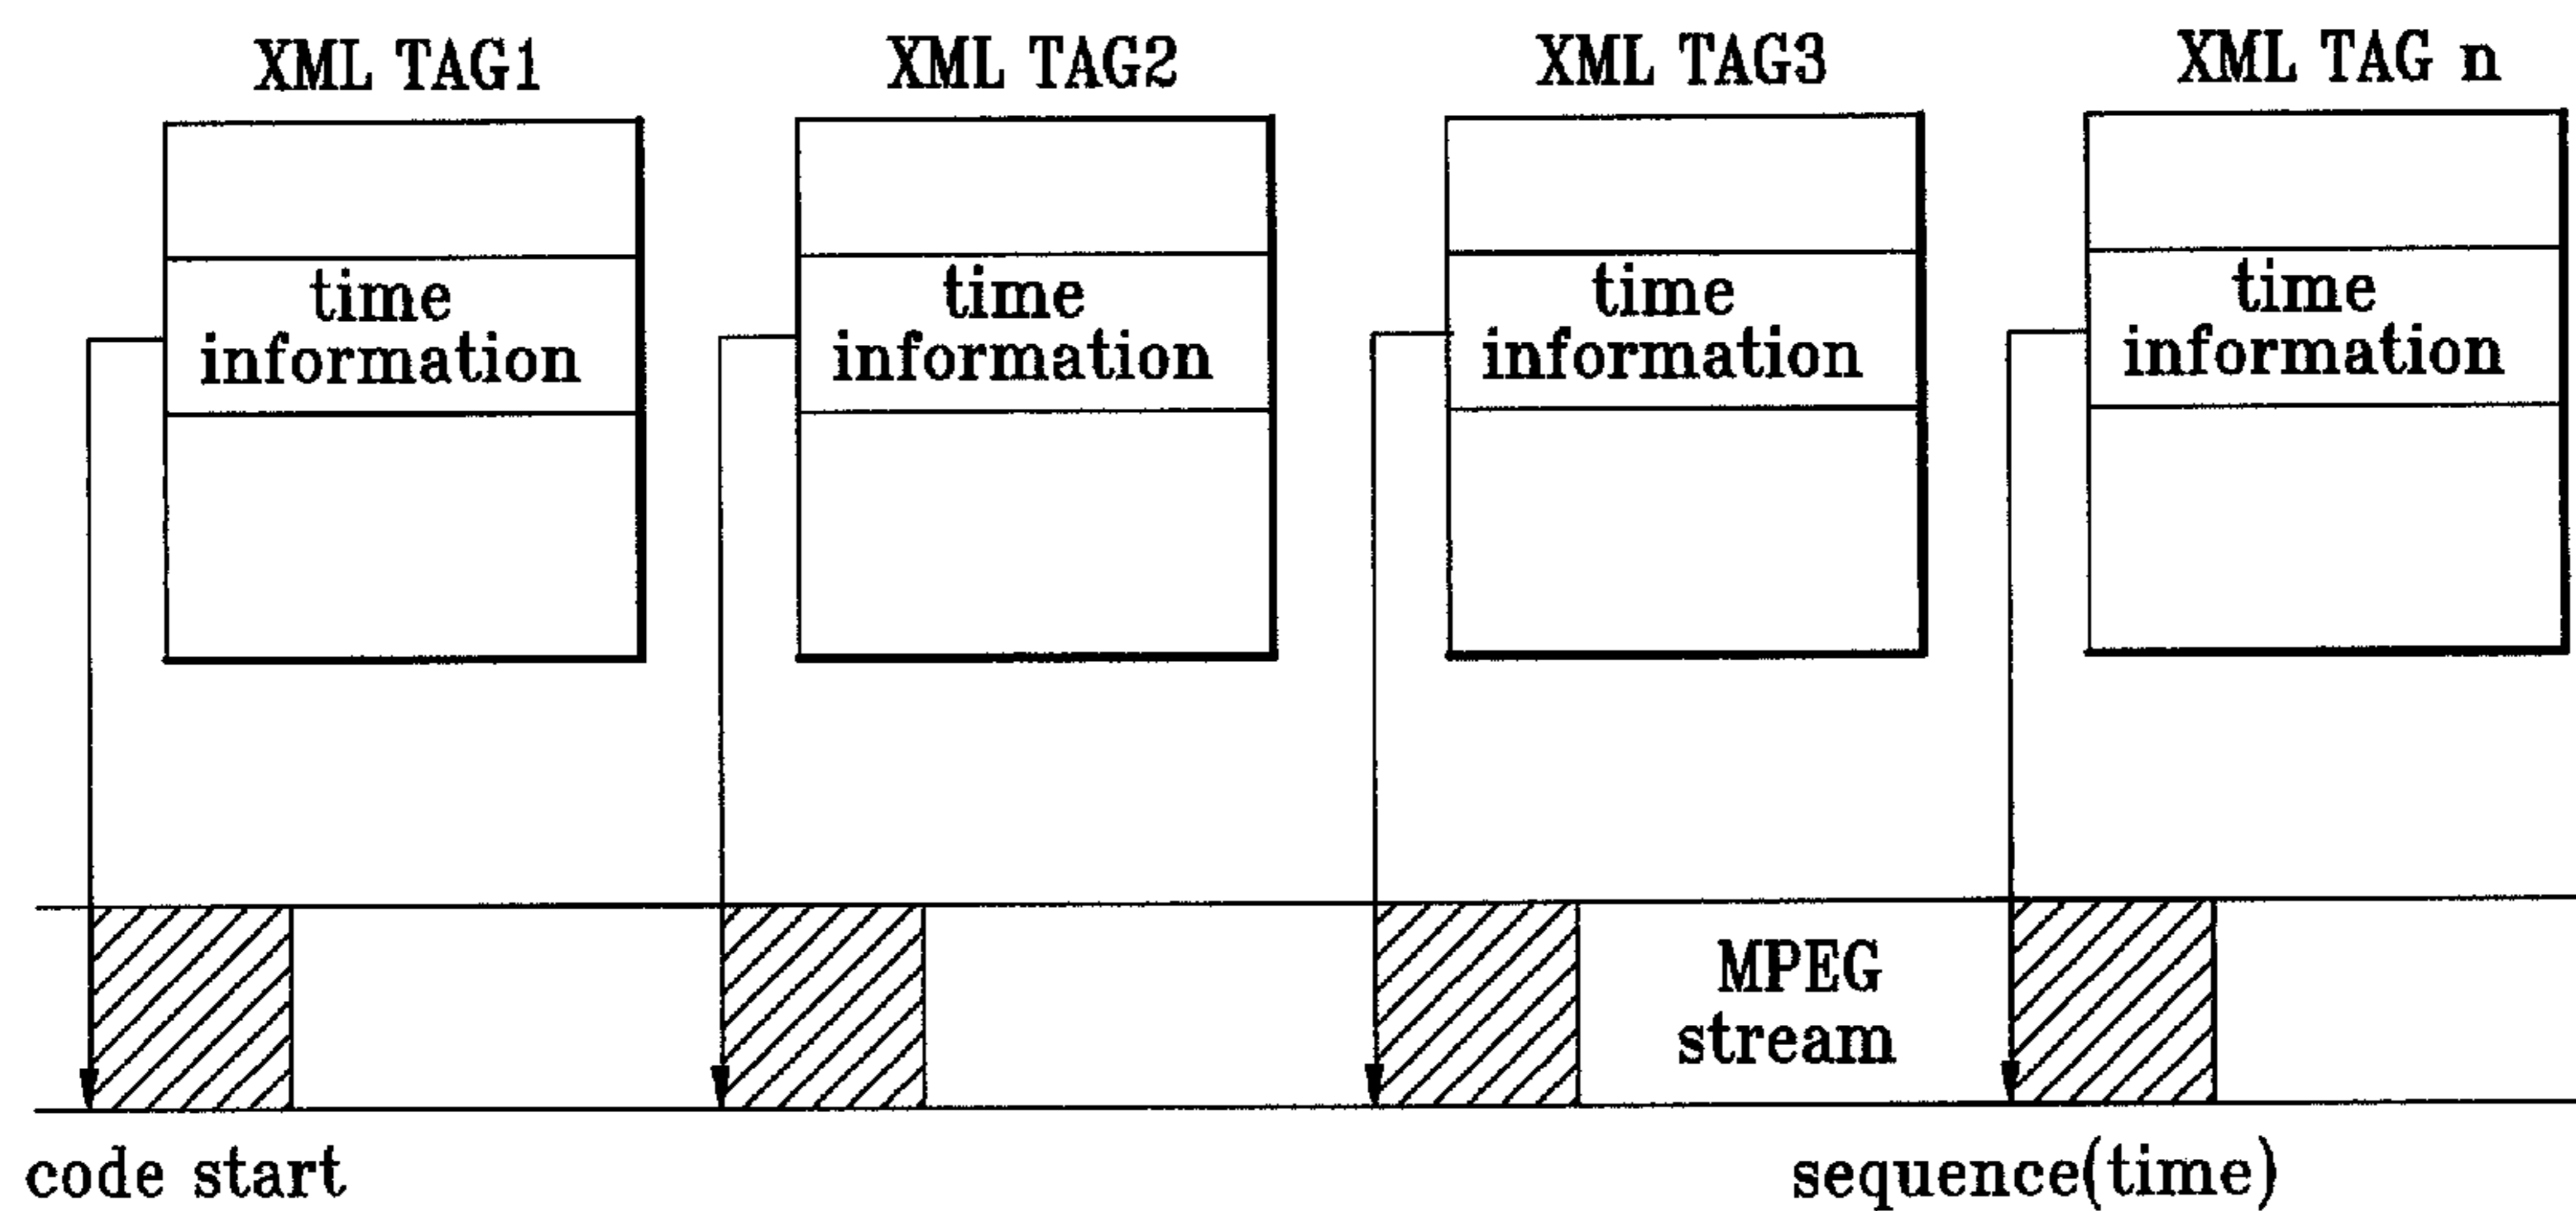 XML TAG1
XML TAG2
XML TAG3
XML TAG n
time
information
time
information
time
information
time
information
MPEG
stream
code start
sequence(time)